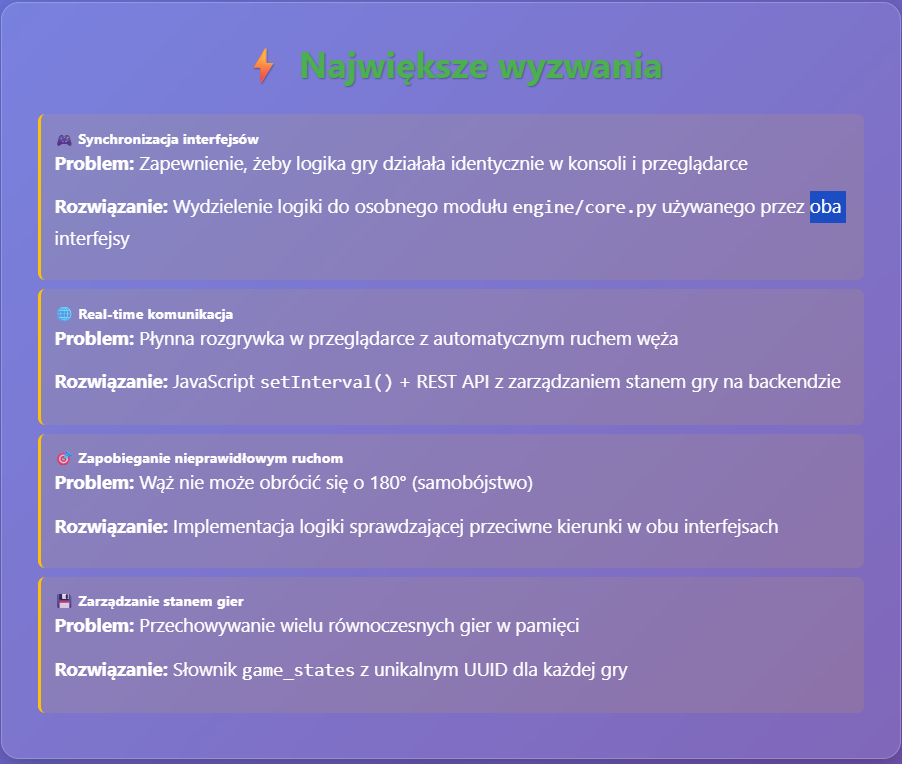 ⚡ Największe wyzwania
🎮 Synchronizacja interfejsów
Problem: Zapewnienie, żeby logika gry działała identycznie w konsoli i przeglądarce
Rozwiązanie: Wydzielenie logiki do osobnego modułu engine/core.py używanego przez oba
interfejsy
🌐 Real-time komunikacja
Problem: Płynna rozgrywka w przeglądarce z automatycznym ruchem węża
Rozwiązanie: JavaScript setInterval() + REST API z zarządzaniem stanem gry na backendzie
🎯 Zapobieganie nieprawidłowym ruchom
Problem: Wąż nie może obrócić się o 180° (samobójstwo)
Rozwiązanie: Implementacja logiki sprawdzającej przeciwne kierunki w obu interfejsach
💾 Zarządzanie stanem gier
Problem: Przechowywanie wielu równoczesnych gier w pamięci
Rozwiązanie: Słownik game_states z unikalnym UUID dla każdej gry